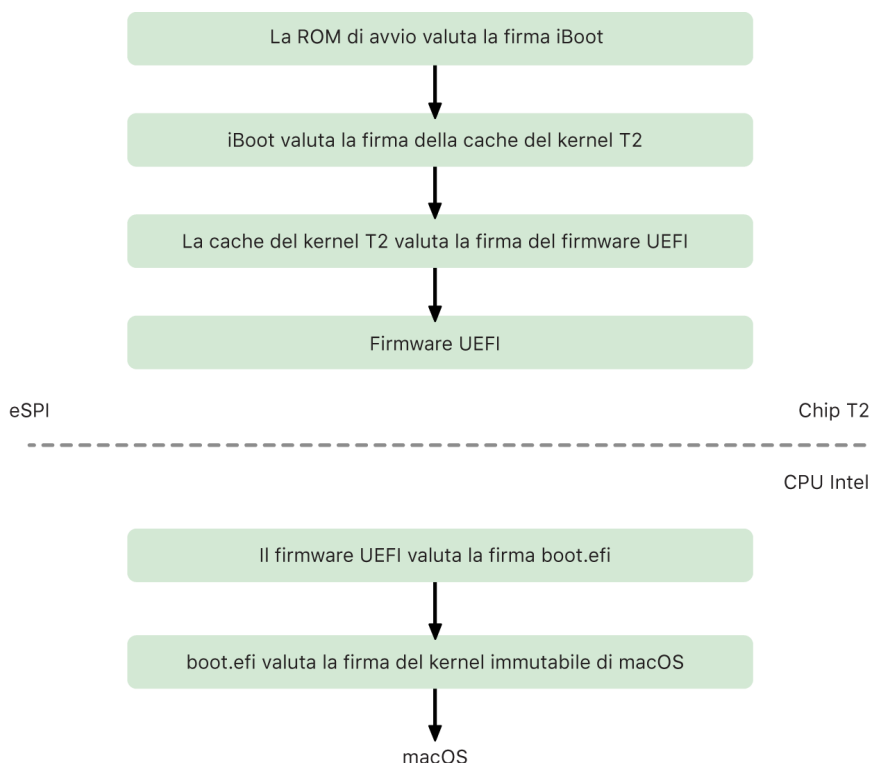 La ROM di avvio valuta la firma iBoot
iBoot valuta la firma della cache del kernel T2
La cache del kernel T2 valuta la firma del firmware UEFI
Firmware UEFI
eSPI
Chip T2
CPU Intel
Il firmware UEFI valuta la firma boot.efi
boot.efi valuta la firma del kernel immutabile di macOS
macOS